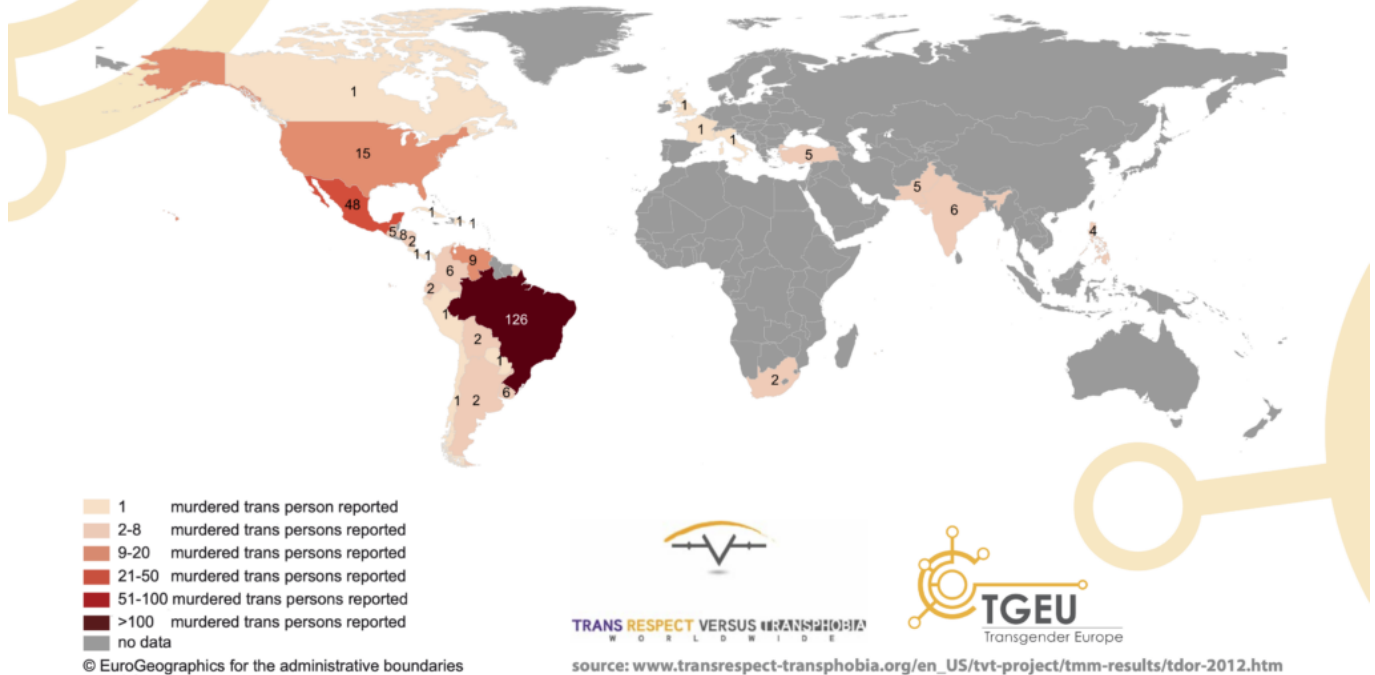 1
15
48
1
1 1
5
8
2
1 1
9
6
2
1
126
2
1
6
1
2
1
1
1
5
5
6
4
2
1 murdered trans person reported
2-8 murdered trans persons reported
9-20 murdered trans persons reported
21-50 murdered trans persons reported
51-100 murdered trans persons reported
>100 murdered trans persons reported
no data
© EuroGeographics for the administrative boundaries
TRANS RESPECT VERSUS TRANSPHOBIA
W O R L D W I D E
TGEU
Transgender Europe
source: www.transrespect-transphobia.org/en_US/tvt-project/tmm-results/tdor-2012.htm